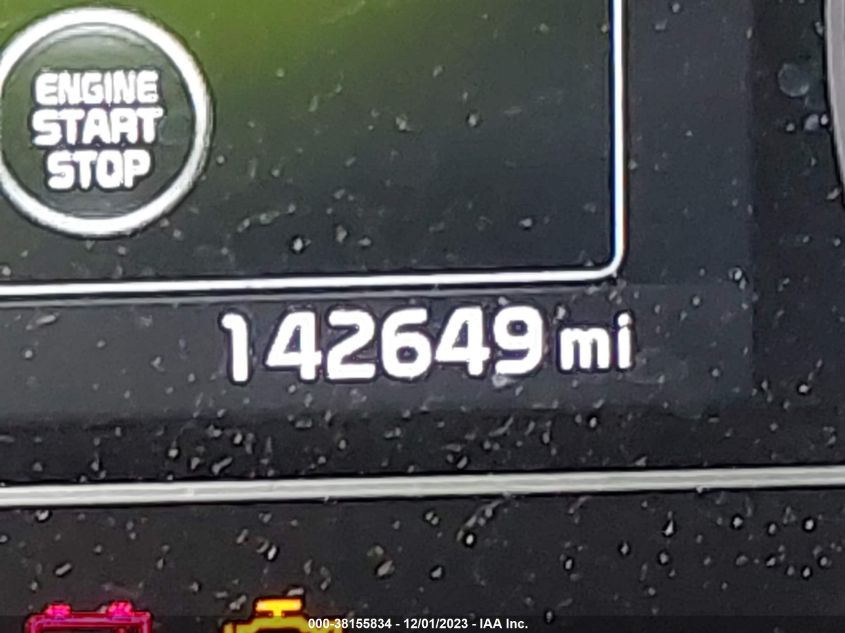 ENGINE
START
STOP
142649 mi
000-38155834 - 12/01/2023 - IAA Inc.